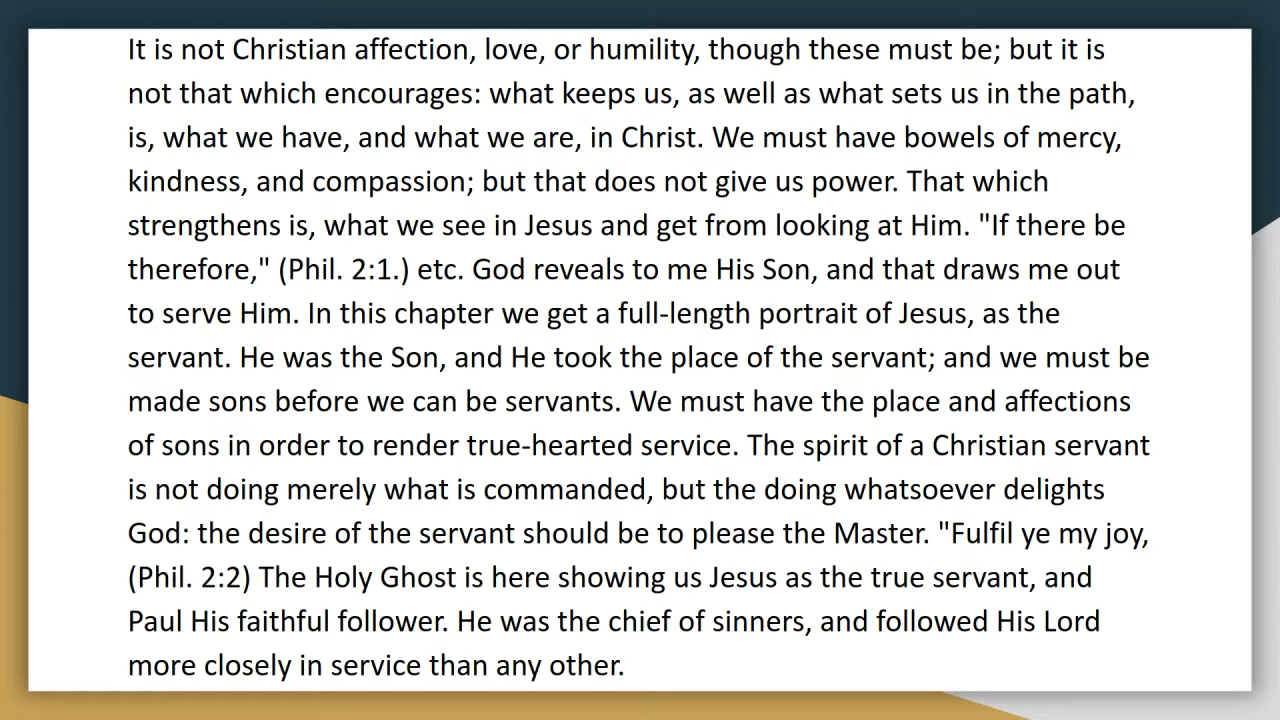 It is not Christian affection, love, or humility, though these must be; but it is
not that which encourages: what keeps us, as well as what sets us in the path,
is, what we have, and what we are, in Christ. We must have bowels of mercy,
kindness, and compassion; but that does not give us power. That which
strengthens is, what we see in Jesus and get from looking at Him. "If there be
therefore," (Phil. 2:1.) etc. God reveals to me His Son, and that draws me out
to serve Him. In this chapter we get a full-length portrait of Jesus, as the
servant. He was the Son, and He took the place of the servant; and we must be
made sons before we can be servants. We must have the place and affections
of sons in order to render true-hearted service. The spirit of a Christian servant
is not doing merely what is commanded, but the doing whatsoever delights
God: the desire of the servant should be to please the Master. "Fulfil ye my joy,
(Phil. 2:2) The Holy Ghost is here showing us Jesus as the true servant, and
Paul His faithful follower. He was the chief of sinners, and followed His Lord
more closely in service than any other.